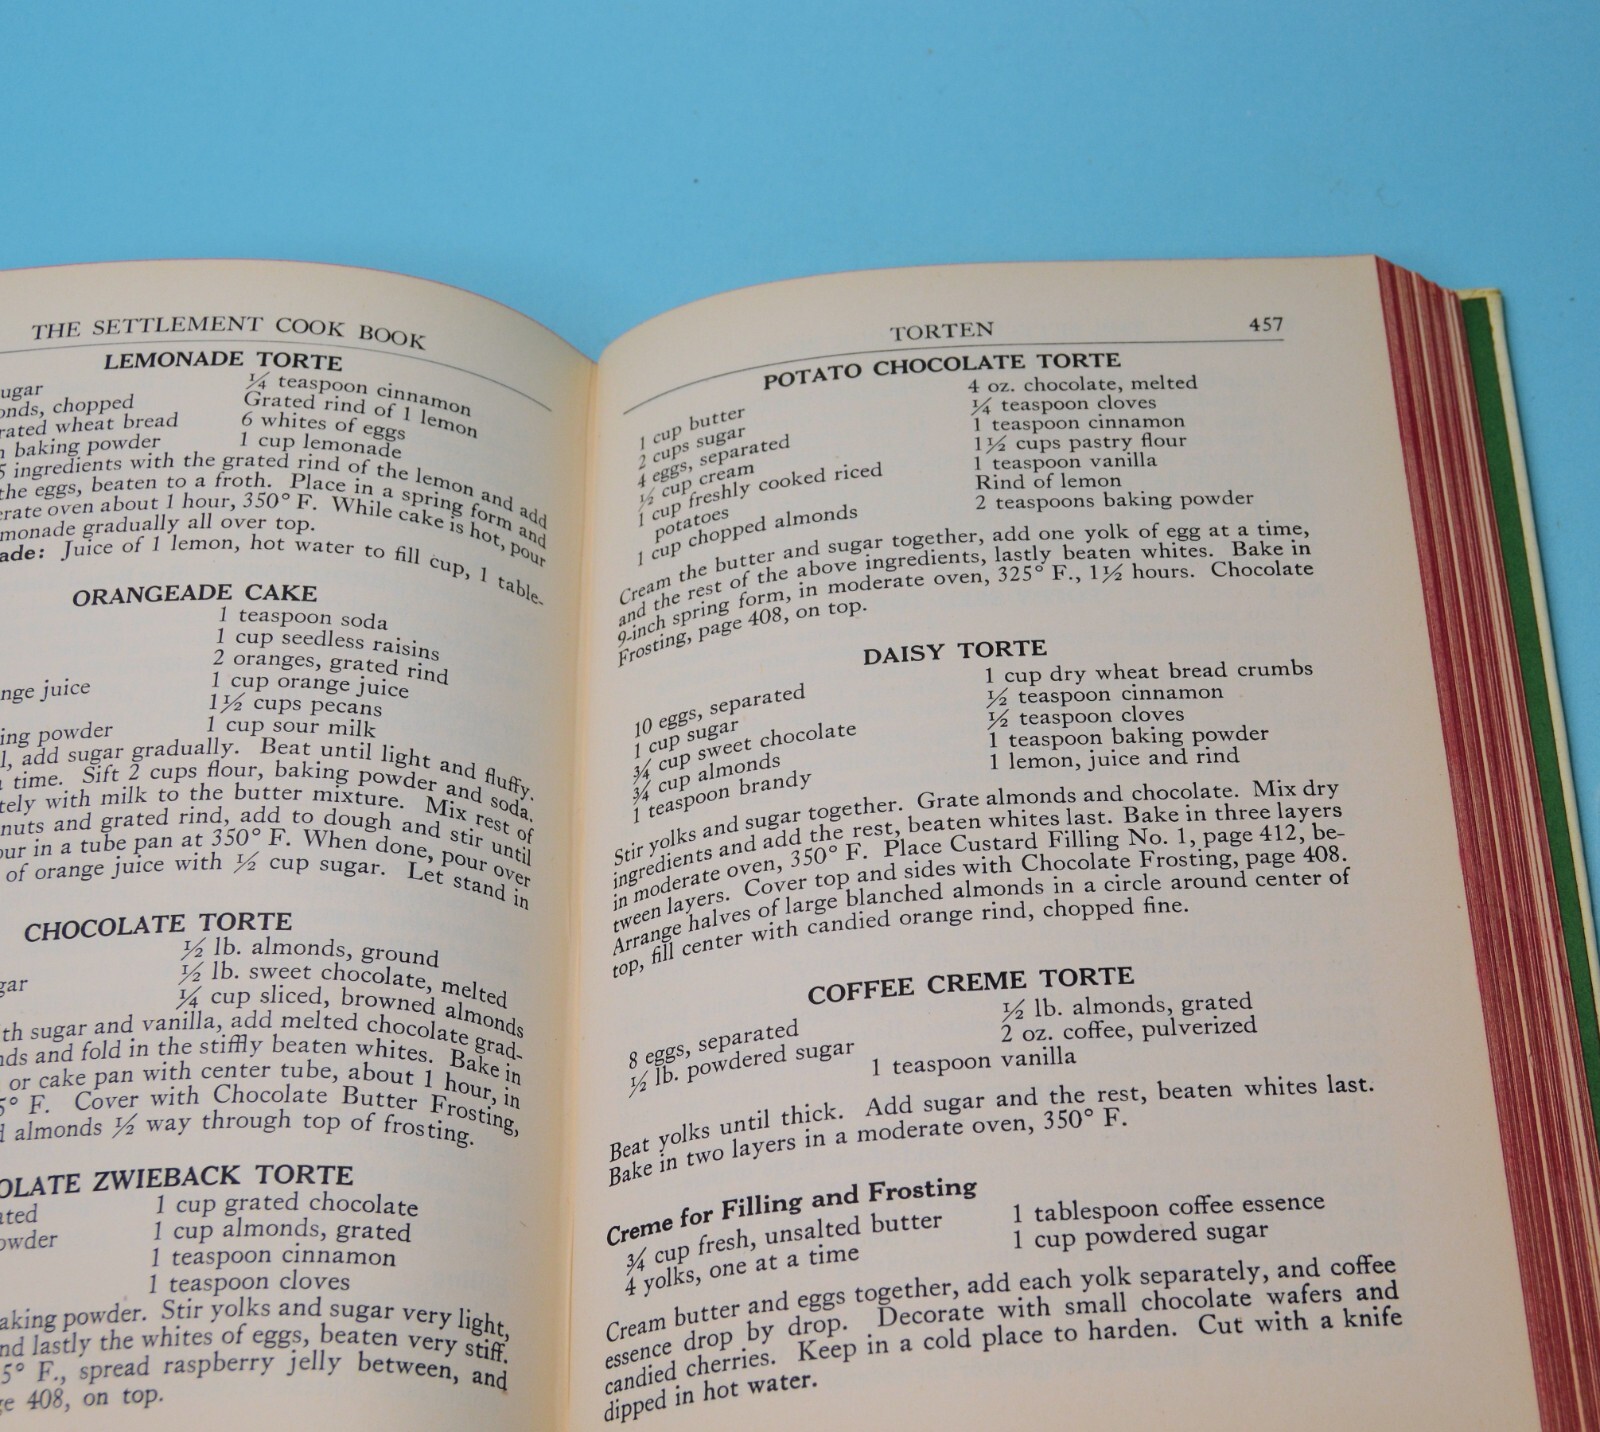 THE SETTLEMENT COOK BOOK
LEMONADE TORTE
¼ teaspoon cinnamon
chopped Grated rind of 1 lemon
wheat bread 6 whites of eggs
baking powder 1 cup lemonade
5 ingredients with the grated rind of the lemon and add
the eggs, beaten to a froth. Place in a spring form and
oven about 1 hour, 350° F. While cake is hot, pour
gradually all over top.
Juice of 1 lemon, hot water to fill cup, 1 table-
ORANGEADE CAKE
1 teaspoon soda
1 cup seedless raisins
2 oranges, grated rind
juice 1 cup orange juice
1½ cups pecans
powder 1 cup sour milk
add sugar gradually. Beat until light and fluffy.
time. Sift 2 cups flour, baking powder and soda.
with milk to the butter mixture. Mix rest of
nuts and grated rind, add to dough and stir until
in a tube pan at 350° F. When done, pour over
of orange juice with ½ cup sugar. Let stand in
CHOCOLATE TORTE
½ lb. almonds, ground
½ lb. sweet chocolate, melted
¼ cup sliced, browned almonds
sugar and vanilla, add melted chocolate grad-
and fold in the stiffly beaten whites. Bake in
or cake pan with center tube, about 1 hour, in
5° F. Cover with Chocolate Butter Frosting,
almonds ½ way through top of frosting.
ZWIEBACK TORTE
1 cup grated chocolate
1 cup almonds, grated
1 teaspoon cinnamon
1 teaspoon cloves
powder. Stir yolks and sugar very light,
lastly the whites of eggs, beaten very stiff.
5° F., spread raspberry jelly between, and
408, on top.
TORTEN 457
POTATO CHOCOLATE TORTE
1 cup butter
2 cups sugar
4 eggs, separated
½ cup cream
1 cup freshly cooked riced
potatoes
1 cup chopped almonds
4 oz. chocolate, melted
¼ teaspoon cloves
1 teaspoon cinnamon
1½ cups pastry flour
1 teaspoon vanilla
Rind of lemon
2 teaspoons baking powder
Cream the butter and sugar together, add one yolk of egg at a time,
and the rest of the above ingredients, lastly beaten whites. Bake in
9-inch spring form, in moderate oven, 325° F., 1½ hours. Chocolate
Frosting, page 408, on top.
DAISY TORTE
10 eggs, separated
1 cup sugar
¾ cup sweet chocolate
¾ cup almonds
1 teaspoon brandy
1 cup dry wheat bread crumbs
½ teaspoon cinnamon
½ teaspoon cloves
1 teaspoon baking powder
1 lemon, juice and rind
Stir yolks and sugar together. Grate almonds and chocolate. Mix dry
ingredients and add the rest, beaten whites last. Bake in three layers
in moderate oven, 350° F. Place Custard Filling No. 1, page 412, be-
tween layers. Cover top and sides with Chocolate Frosting, page 408.
Arrange halves of large blanched almonds in a circle around center of
top, fill center with candied orange rind, chopped fine.
COFFEE CREME TORTE
8 eggs, separated
½ lb. powdered sugar
½ lb. almonds, grated
2 oz. coffee, pulverized
1 teaspoon vanilla
Beat yolks until thick. Add sugar and the rest, beaten whites last.
Bake in two layers in a moderate oven, 350° F.
Creme for Filling and Frosting
¾ cup fresh, unsalted butter
4 yolks, one at a time
1 tablespoon coffee essence
1 cup powdered sugar
Cream butter and eggs together, add each yolk separately, and coffee
essence drop by drop. Decorate with small chocolate wafers and
candied cherries. Keep in a cold place to harden. Cut with a knife
dipped in hot water.